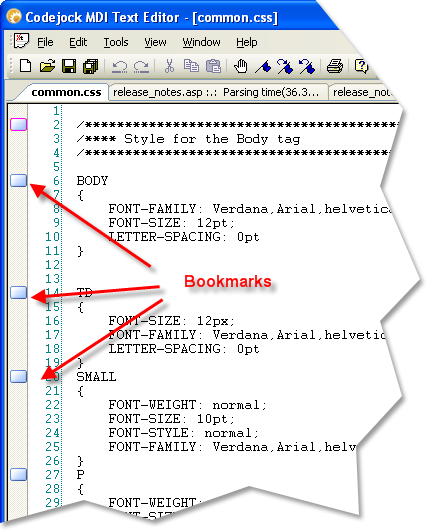 Codejock MDI Text Editor - [common.css]
File Edit Tools Window Help
common.css release_notes.asp :.: Parsing time(36.3... release_not
1
2 /*****************************************
3 /**** Style for the Body tag
4 /*****************************************
5
6 BODY
7 {
8 FONT-FAMILY: Verdana,Arial,helvetica
9 FONT-SIZE: 12pt;
10 LETTER-SPACING: 0pt
11 }
12
Bookmarks
13
14 TD
15 {
16 FONT-SIZE: 12px;
17 FONT-FAMILY: Verdana,Arial,helvetic
18 LETTER-SPACING: 0pt
19 }
20 SMALL
21 {
22 FONT-WEIGHT: normal;
23 FONT-SIZE: 10pt;
24 FONT-STYLE: normal;
25 FONT-FAMILY: Verdana,Arial,helv
26 }
27 P
28 {
29 FONT-WEIGHT: